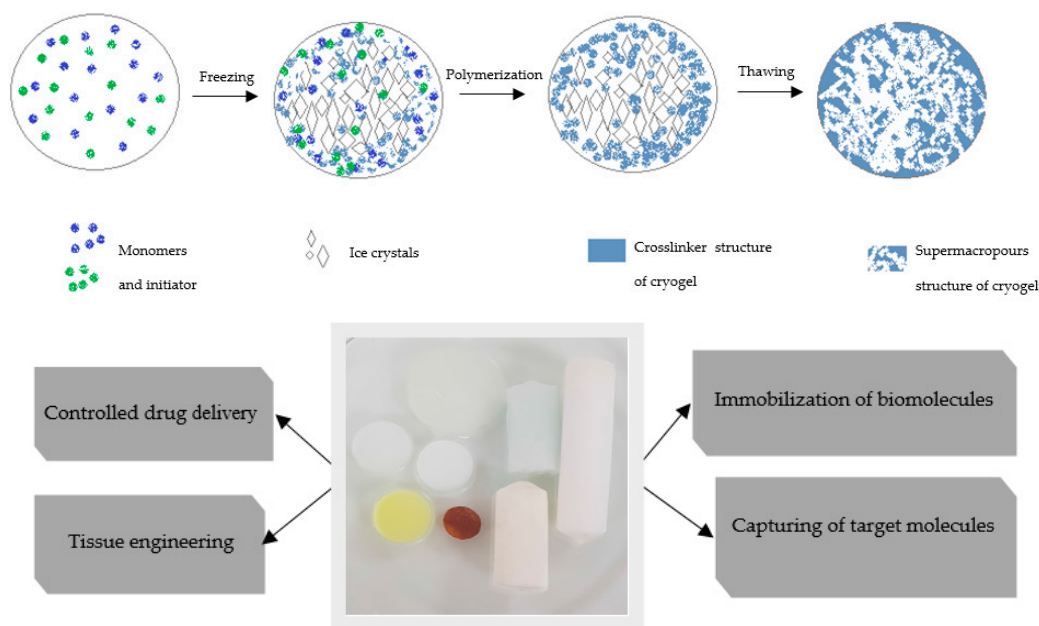 Freezing
Polymerization
Thawing
Monomers
and initiator
Ice crystals
Crosslinker structure
of cryogel
Supermacropours
structure of cryogel
Controlled drug delivery
Immobilization of biomolecules
Tissue engineering
Capturing of target molecules